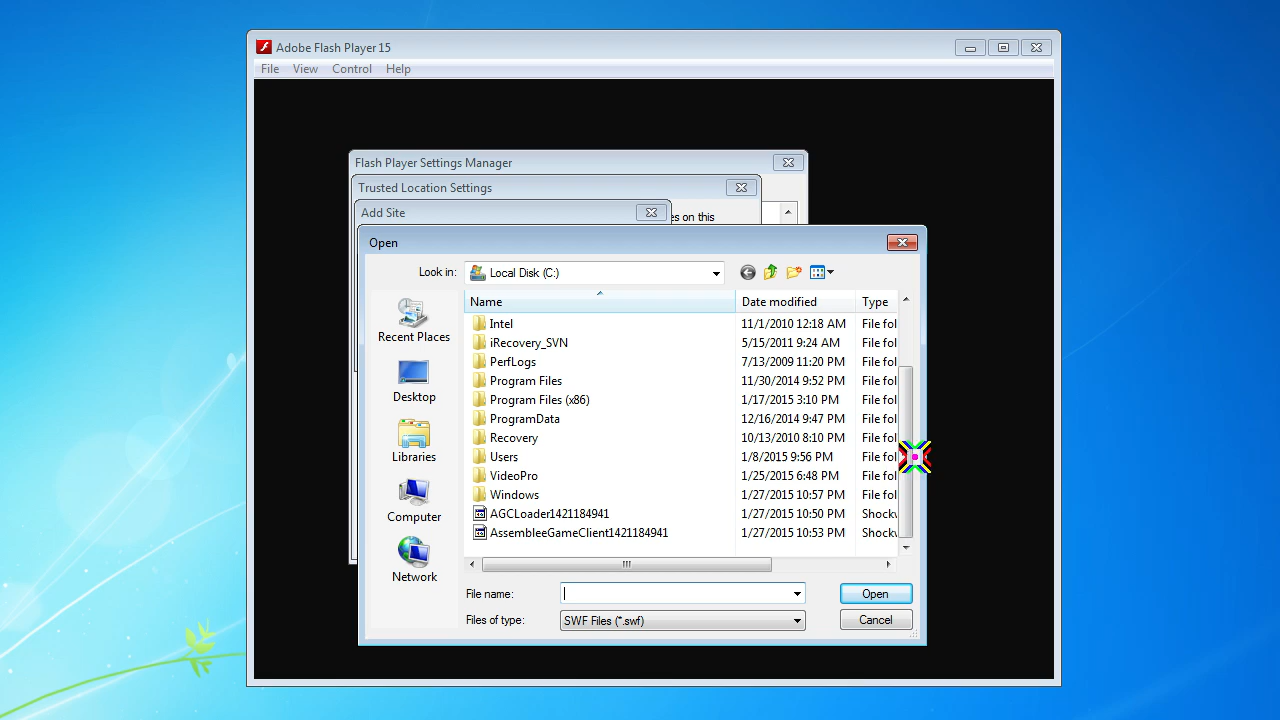 Adobe Flash Player 15
File View Control Help
Flash Player Settings Manager
Trusted Location Settings
es on this
Add Site
Open
Look in: Local Disk (C:)
Name Date modified Type
Intel 11/1/2010 12:18 AM File fol
iRecovery_SVN 5/15/2011 9:24 AM File fol
PerfLogs 7/13/2009 11:20 PM File fol
Program Files 11/30/2014 9:52 PM File fol
Program Files (x86) 1/17/2015 3:10 PM File fol
ProgramData 12/16/2014 9:47 PM File fol
Recovery 10/13/2010 8:10 PM File fol
Users 1/8/2015 9:56 PM File fol
VideoPro 1/25/2015 6:48 PM File fol
Windows 1/27/2015 10:57 PM File fol
AGCLoader1421184941 1/27/2015 10:50 PM Shockv
AssembleeGameClient1421184941 1/27/2015 10:53 PM Shockv
Recent Places
Desktop
Libraries
Computer
Network
File name: Open
Files of type: SWF Files (*.swf) Cancel